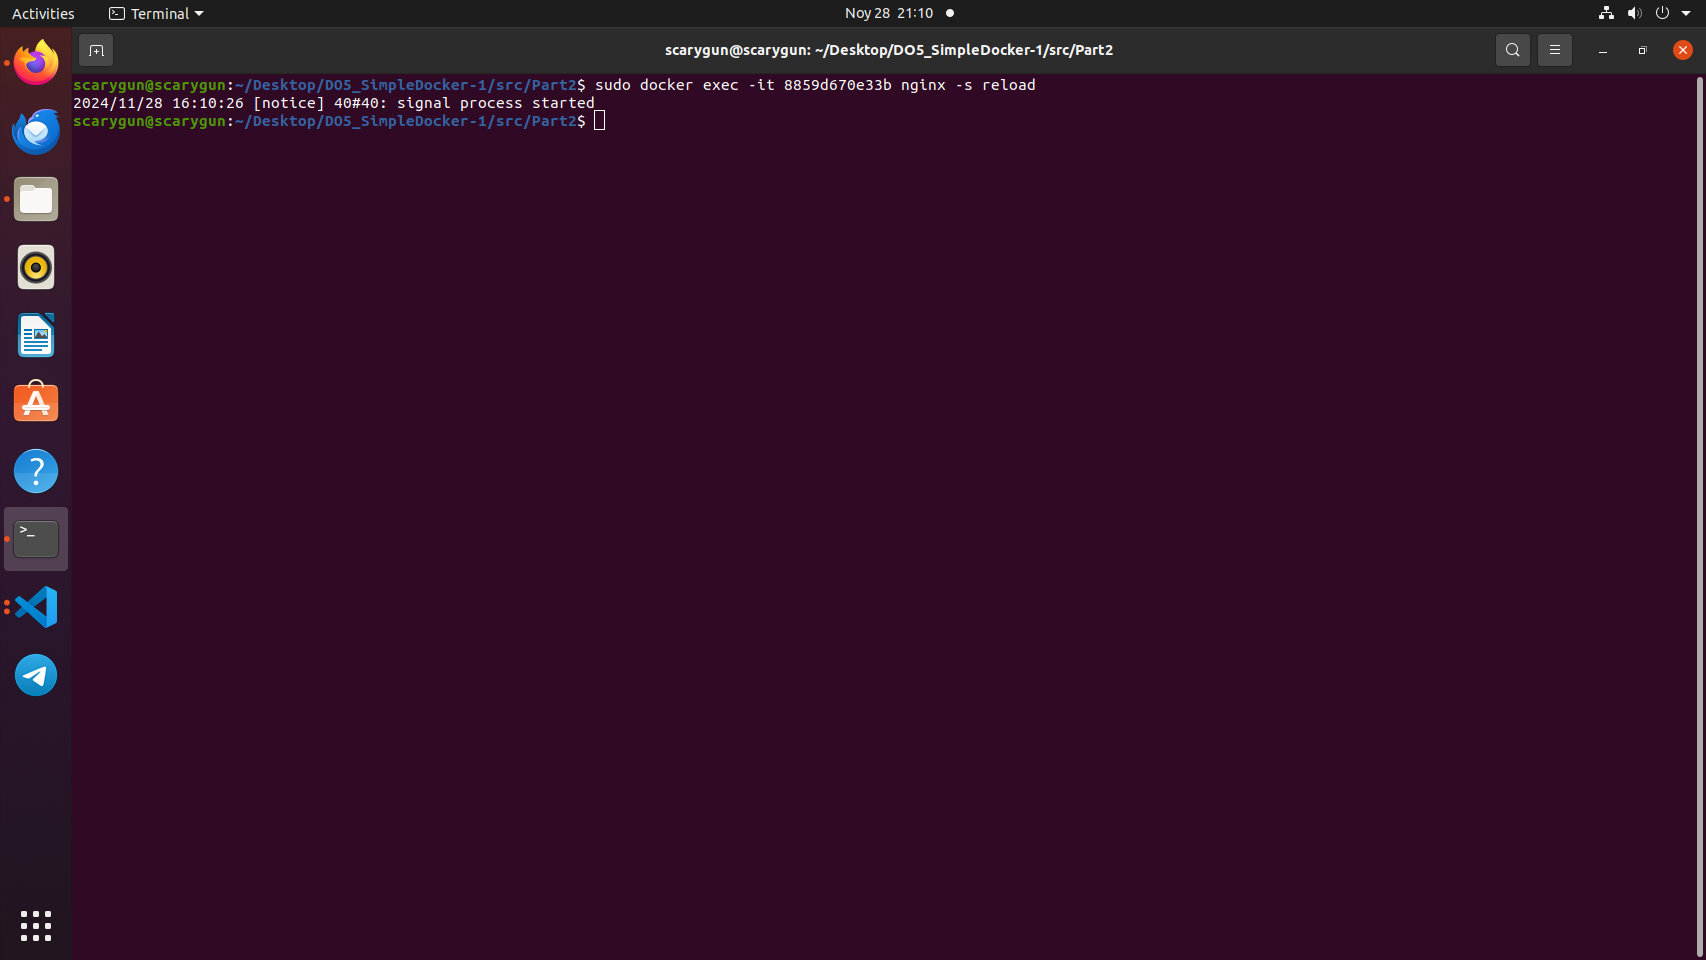 Activities
Terminal
Noy 28 21:10
scarygun@scarygun: ~/Desktop/DO5_SimpleDocker-1/src/Part2
scarygun@scarygun:~/Desktop/DO5_SimpleDocker-1/src/Part2$ sudo docker exec -it 8859d670e33b nginx -s reload
2024/11/28 16:10:26 [notice] 40#40: signal process started
scarygun@scarygun:~/Desktop/DO5_SimpleDocker-1/src/Part2$